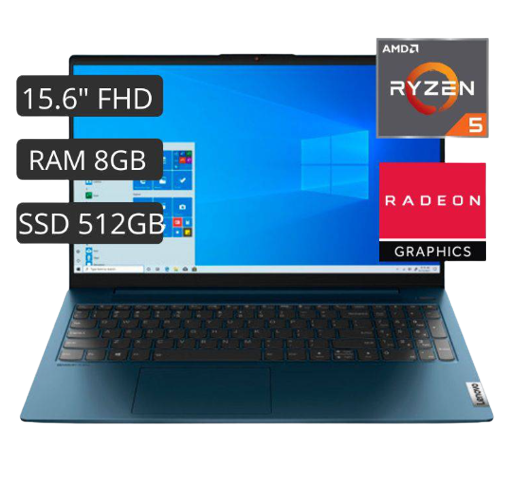 AMD
RYZEN
5
15.6" FHD
RAM 8GB
SSD 512GB
RADEON
GRAPHICS
Lenovo